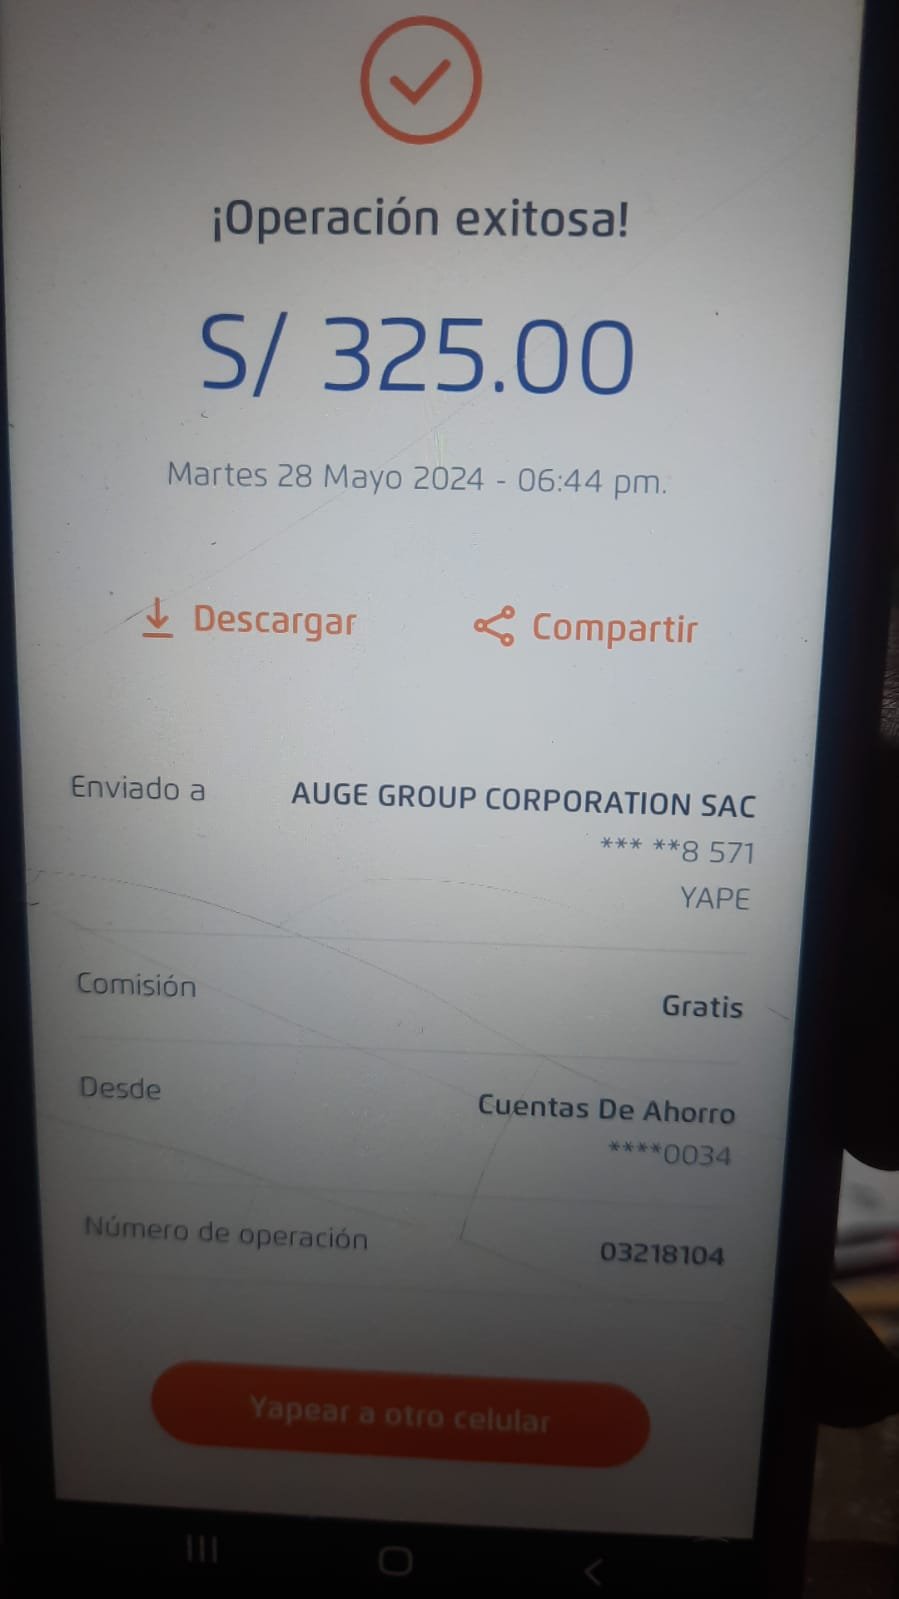 ¡Operación exitosa!
S/ 325.00
Martes 28 Mayo 2024 - 06:44 pm.
Descargar
Compartir
Enviado a AUGE GROUP CORPORATION SAC
*** **8 571
YAPE
Comisión Gratis
Desde Cuentas De Ahorro
****0034
Número de operación 03218104
Yapear a otro celular